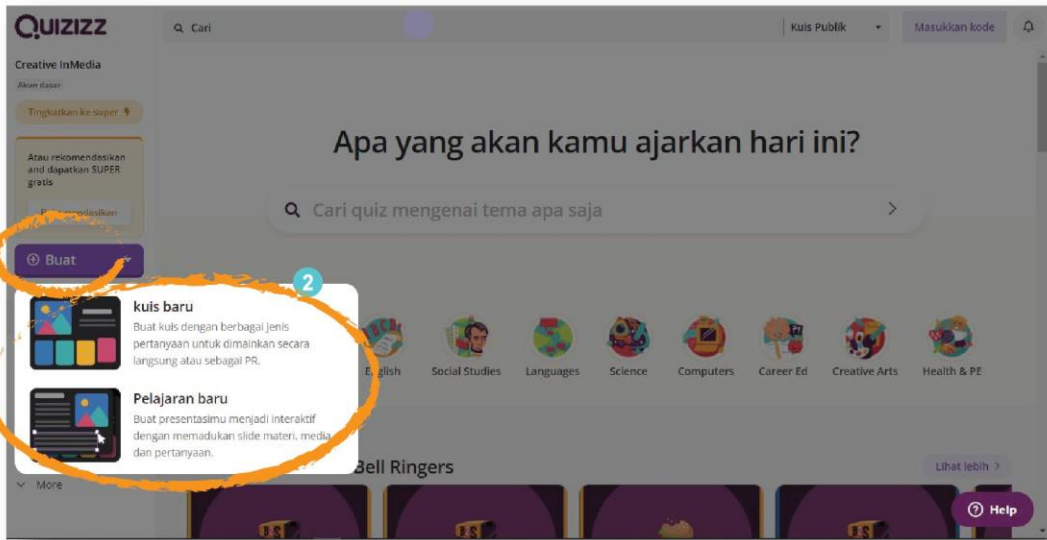 QUIZIZZ
Cari
Kuis Publik
Masukkan kode
Creative InMedia
Akun dasar
Tingkatkan ke super
Atau rekomendasikan
and dapatkan SUPER
gratis
Apa yang akan kamu ajarkan hari ini?
Cari quiz mengenai tema apa saja
Buat
2
kuis baru
Buat kuis dengan berbagai jenis
pertanyaan untuk dimainkan secara
langsung atau sebagai PR.
Pelajaran baru
Buat presentasimu menjadi interaktif
dengan memadukan slide materi, media
dan pertanyaan.
English
Social Studies
Languages
Science
Computers
Career Ed
Creative Arts
Health & PE
Bell Ringers
Lihat lebih
More
Help